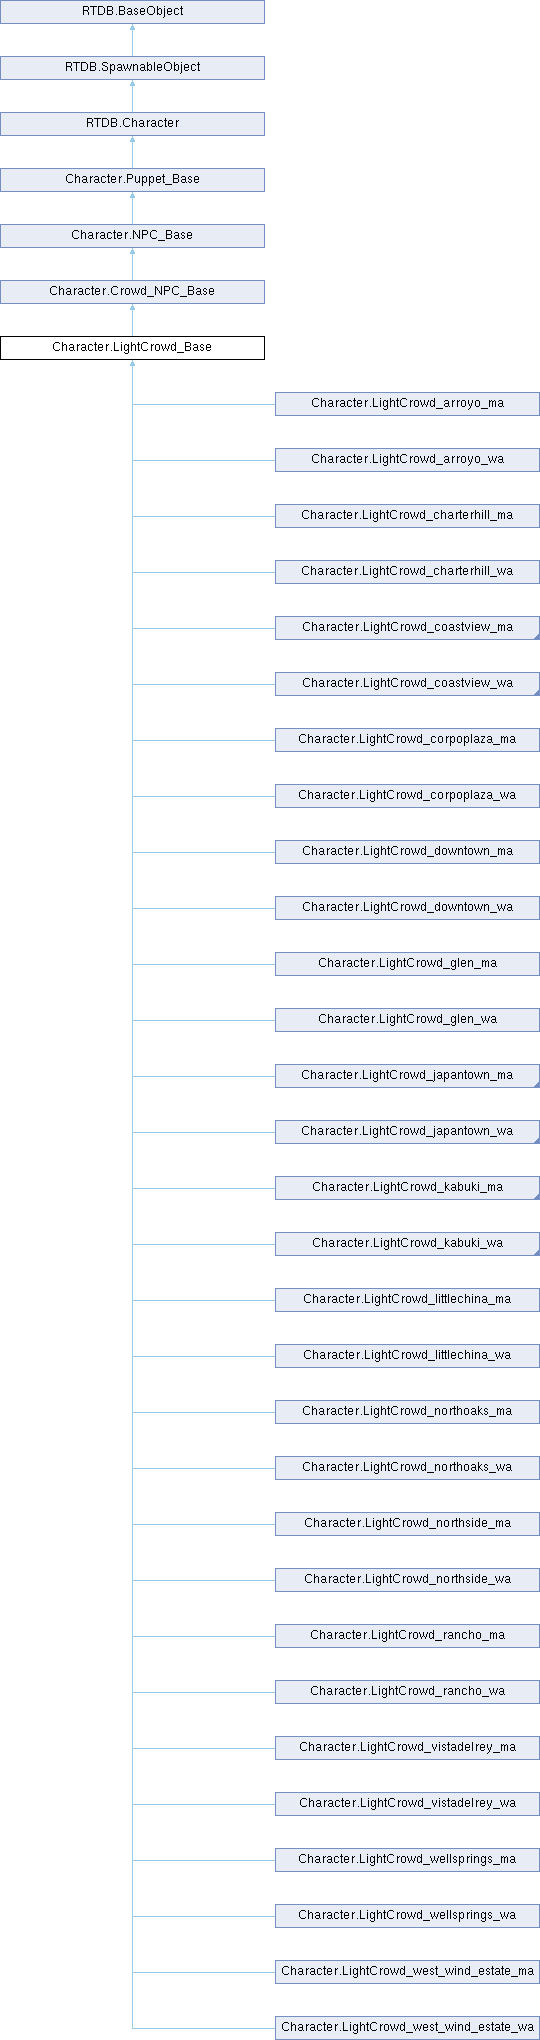 RTDB.BaseObject
RTDB.SpawnableObject
RTDB.Character
Character.Puppet_Base
Character.NPC_Base
Character.Crowd_NPC_Base
Character.LightCrowd_Base
Character.LightCrowd_arroyo_ma
Character.LightCrowd_arroyo_wa
Character.LightCrowd_charterhill_ma
Character.LightCrowd_charterhill_wa
Character.LightCrowd_coastview_ma
Character.LightCrowd_coastview_wa
Character.LightCrowd_corpoplaza_ma
Character.LightCrowd_corpoplaza_wa
Character.LightCrowd_downtown_ma
Character.LightCrowd_downtown_wa
Character.LightCrowd_glen_ma
Character.LightCrowd_glen_wa
Character.LightCrowd_japantown_ma
Character.LightCrowd_japantown_wa
Character.LightCrowd_kabuki_ma
Character.LightCrowd_kabuki_wa
Character.LightCrowd_littlechina_ma
Character.LightCrowd_littlechina_wa
Character.LightCrowd_northoaks_ma
Character.LightCrowd_northoaks_wa
Character.LightCrowd_northside_ma
Character.LightCrowd_northside_wa
Character.LightCrowd_rancho_ma
Character.LightCrowd_rancho_wa
Character.LightCrowd_vistadelrey_ma
Character.LightCrowd_vistadelrey_wa
Character.LightCrowd_wellsprings_ma
Character.LightCrowd_wellsprings_wa
Character.LightCrowd_west_wind_estate_ma
Character.LightCrowd_west_wind_estate_wa